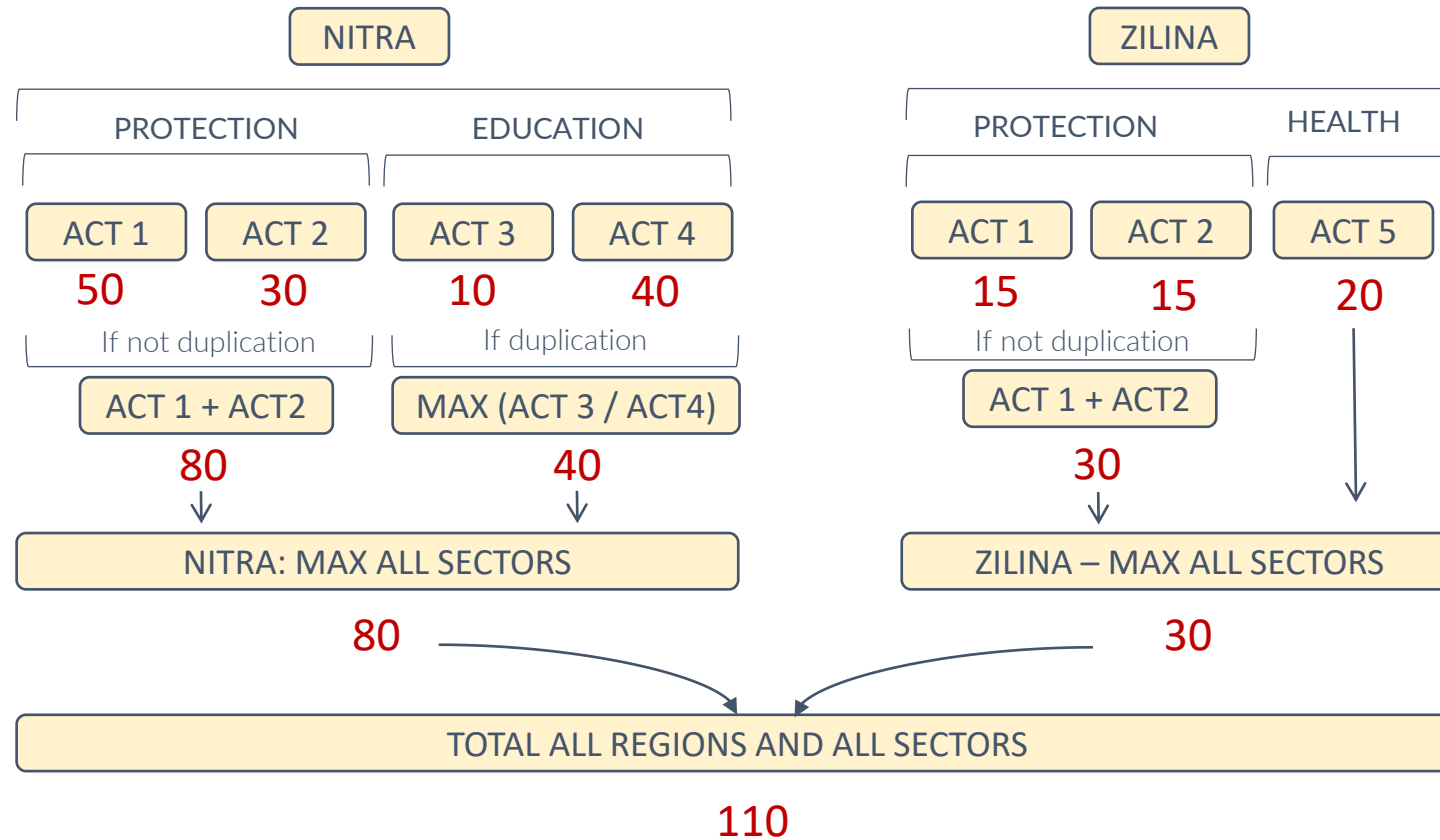 NITRA
ZILINA
PROTECTION
EDUCATION
PROTECTION
HEALTH
ACT 1
ACT 2
ACT 3
ACT 4
ACT 1
ACT 2
ACT 5
50
30
10
40
15
15
20
If not duplication
If duplication
If not duplication
ACT 1 + ACT2
MAX (ACT 3 / ACT4)
ACT 1 + ACT2
80
40
30
NITRA: MAX ALL SECTORS
ZILINA – MAX ALL SECTORS
80
30
TOTAL ALL REGIONS AND ALL SECTORS
110